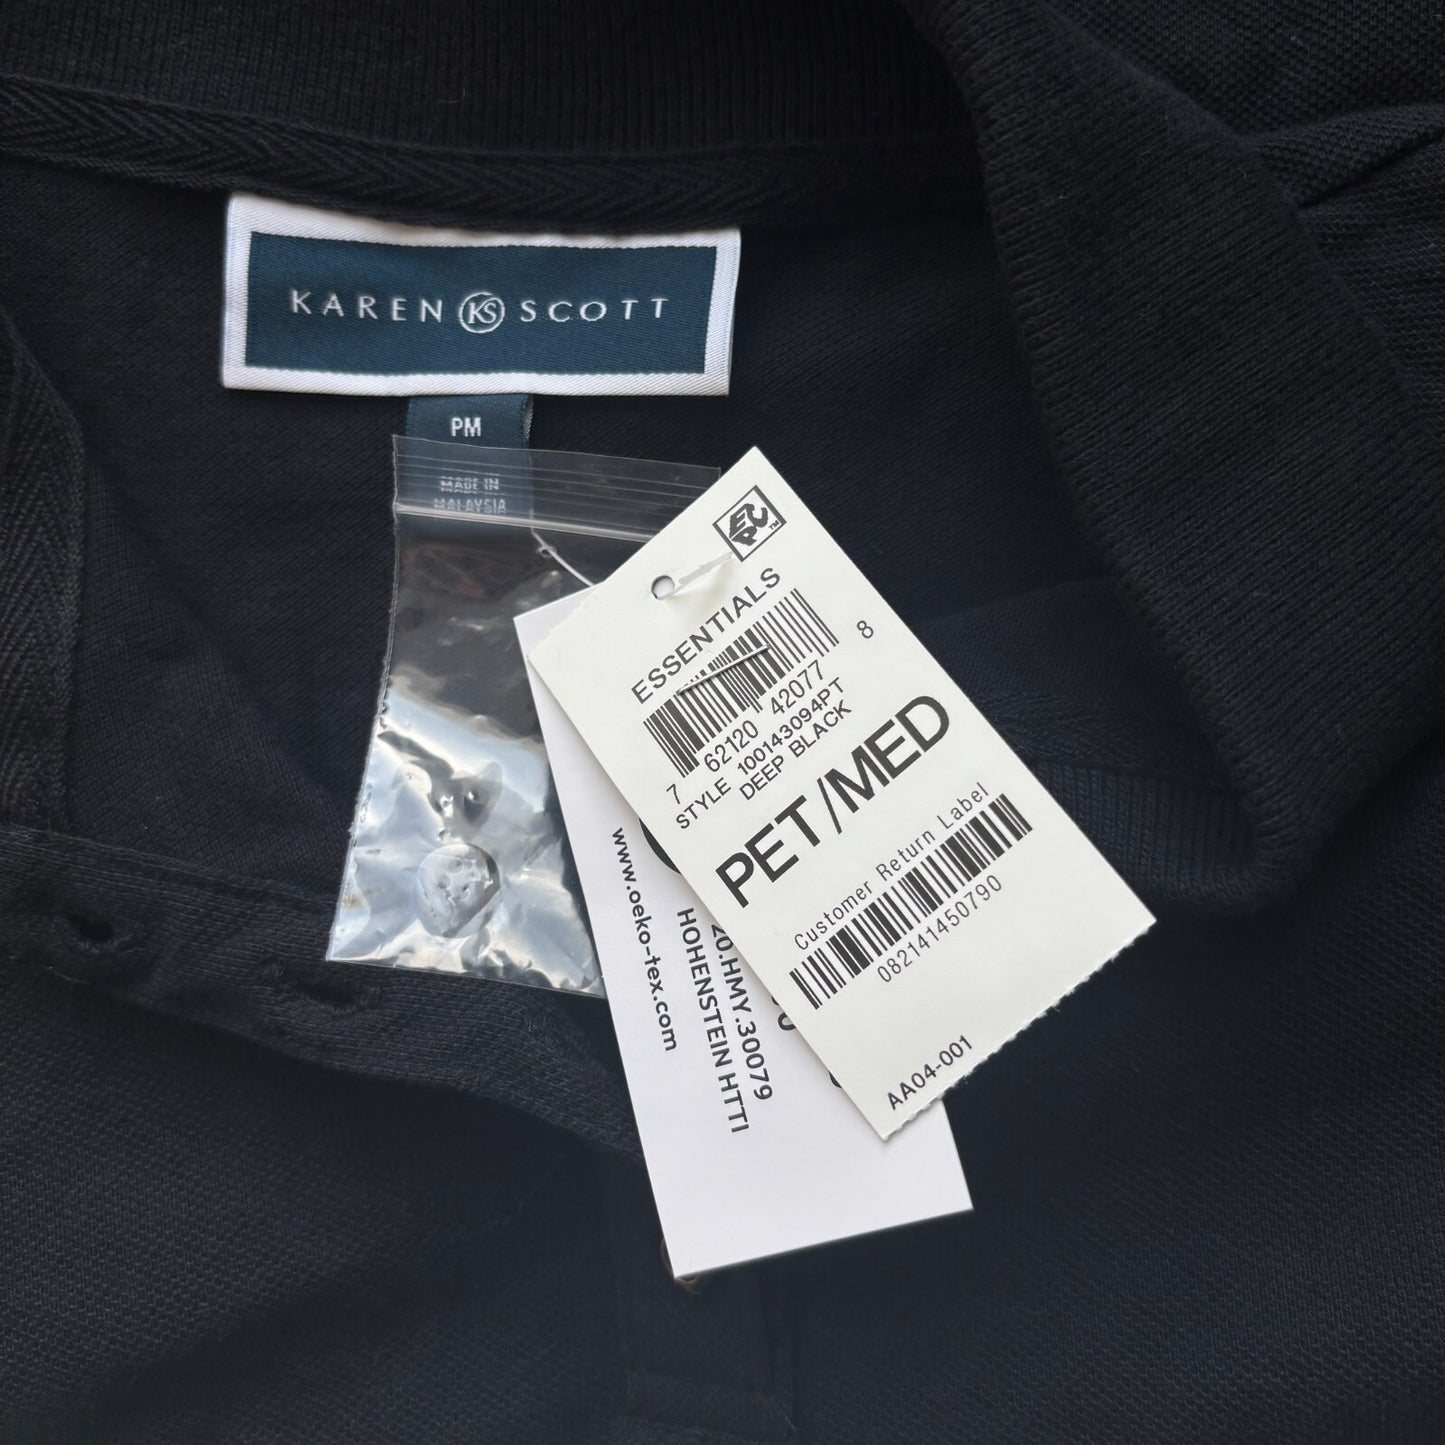 KAREN KS SCOTT
PM
MADE IN
MALAYSIA
EPC™
ESSENTIALS
7 62120 42077 8
STYLE 100143094PT
DEEP BLACK
PET/MED
Customer Return Label
082141450790
AA04-001
20.HMY.30079
HOHENSTEIN HTTI
www.oeko-tex.com